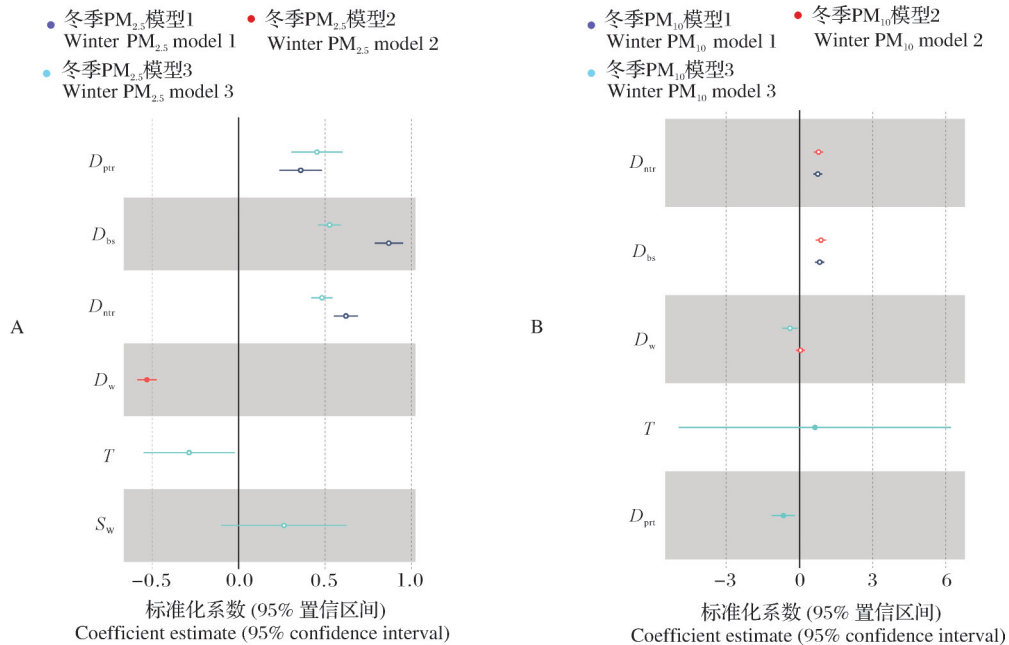 冬季PM2.5模型1
Winter PM2.5 model 1
冬季PM2.5模型2
Winter PM2.5 model 2
冬季PM2.5模型3
Winter PM2.5 model 3
A
Dptr
Dbs
Dntr
Dw
T
Sw
−0.5 0.0 0.5 1.0
标准化系数 (95% 置信区间)
Coefficient estimate (95% confidence interval)
冬季PM10模型1
Winter PM10 model 1
冬季PM10模型2
Winter PM10 model 2
冬季PM10模型3
Winter PM10 model 3
B
Dntr
Dbs
Dw
T
Dprt
−3 0 3 6
标准化系数 (95% 置信区间)
Coefficient estimate (95% confidence interval)